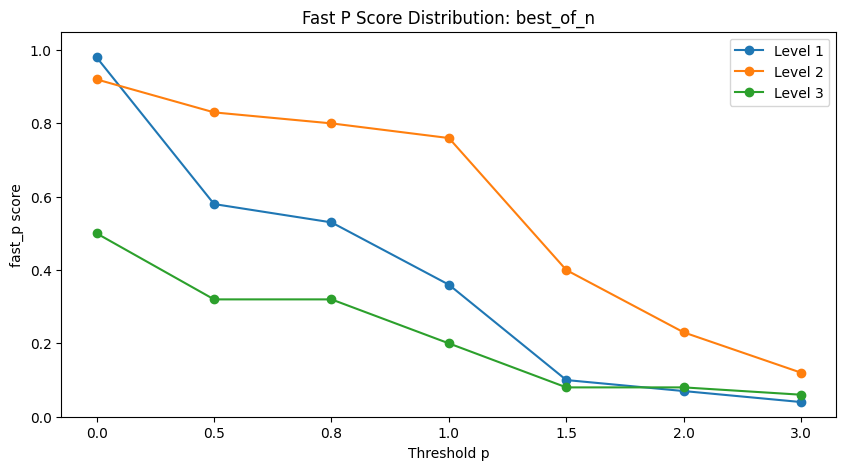 Fast P Score Distribution: best_of_n
Level 1
Level 2
Level 3
fast_p score
1.0
0.8
0.6
0.4
0.2
0.0
0.0 0.5 0.8 1.0 1.5 2.0 3.0
Threshold p